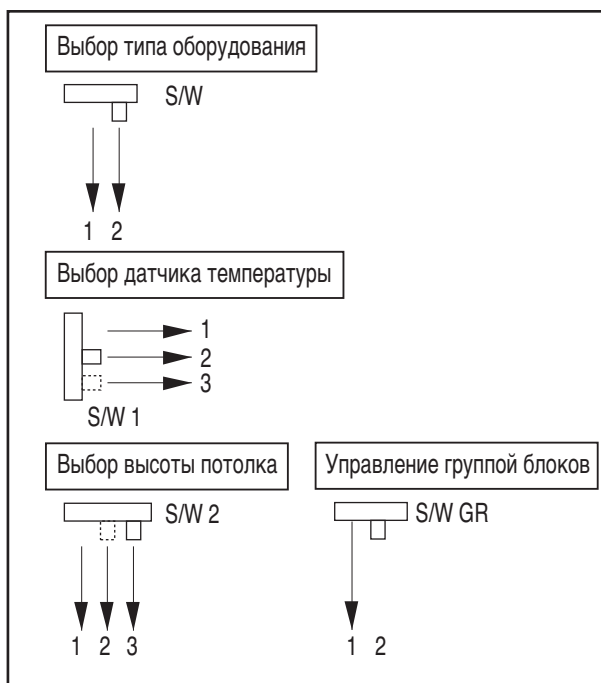 Выбор типа оборудования
S/W
1 2
Выбор датчика температуры
1
2
3
S/W 1
Выбор высоты потолка
S/W 2
1 2 3
Управление группой блоков
S/W GR
1 2